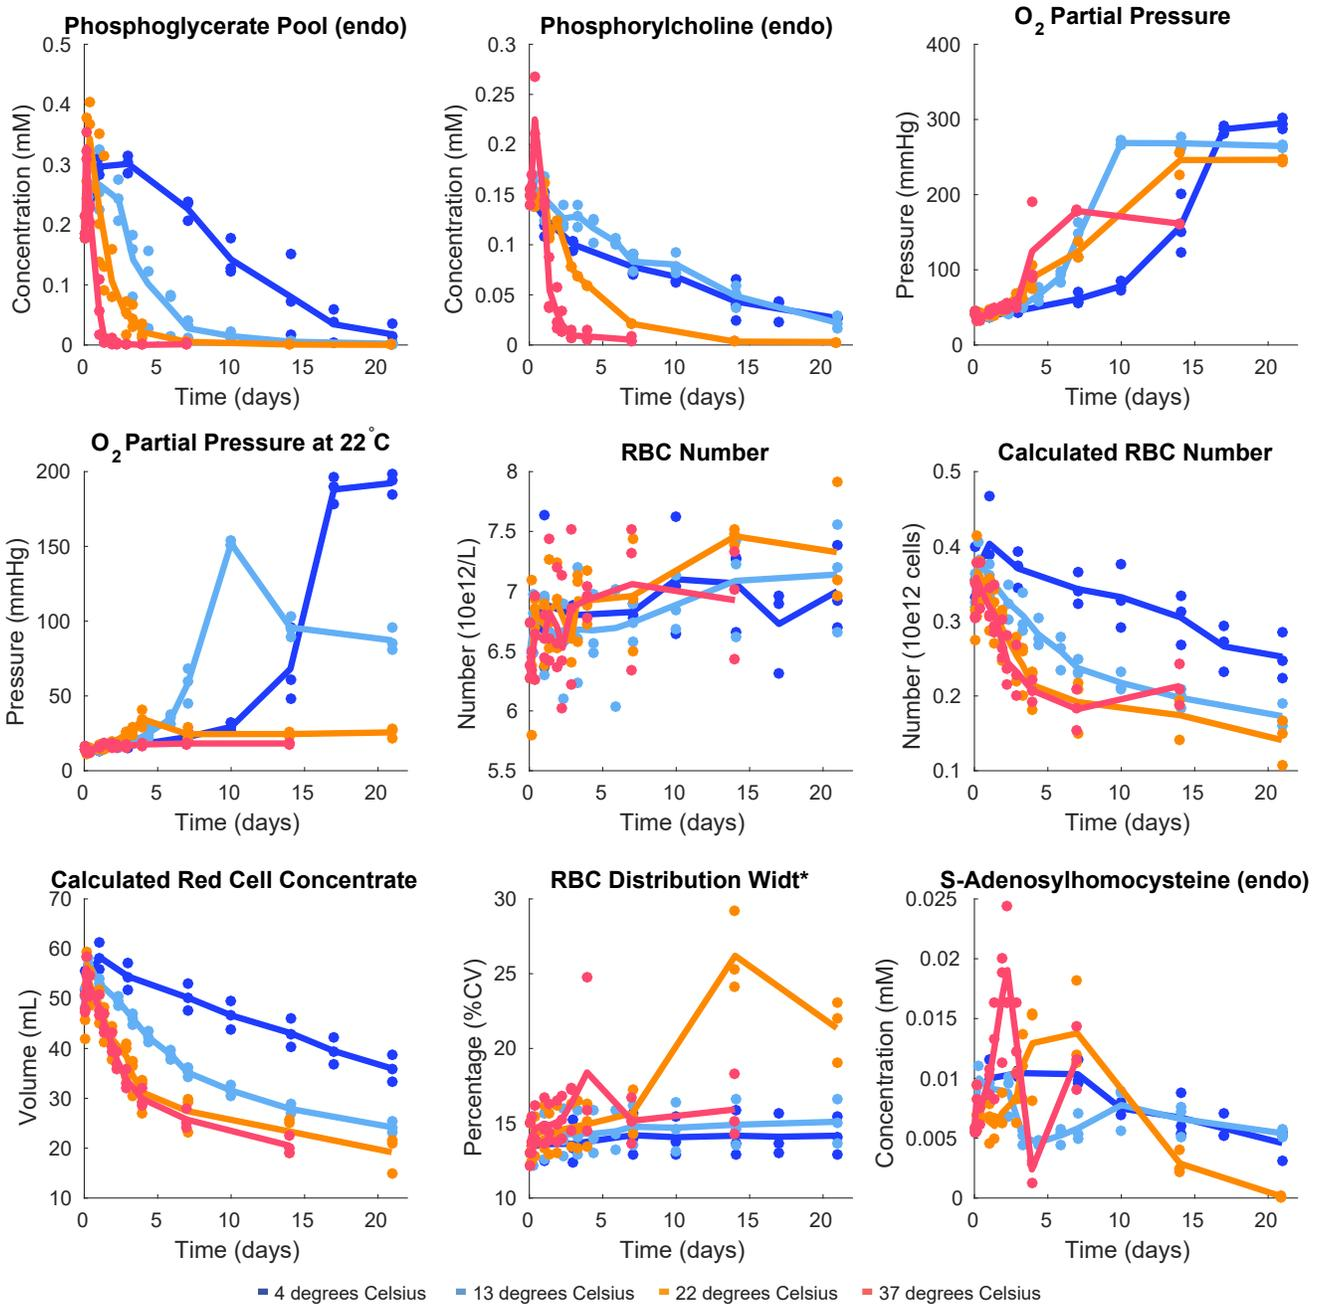 Phosphoglycerate Pool (endo)
0.5
0.4
0.3
0.2
0.1
0
Concentration (mM)
0 5 10 15 20
Time (days)
Phosphorylcholine (endo)
0.3
0.25
0.2
0.15
0.1
0.05
0
Concentration (mM)
0 5 10 15 20
Time (days)
O2 Partial Pressure
400
300
200
100
0
Pressure (mmHg)
0 5 10 15 20
Time (days)
O2 Partial Pressure at 22°C
200
150
100
50
0
Pressure (mmHg)
0 5 10 15 20
Time (days)
RBC Number
8
7.5
7
6.5
6
5.5
Number (10e12/L)
0 5 10 15 20
Time (days)
Calculated RBC Number
0.5
0.4
0.3
0.2
0.1
Number (10e12 cells)
0 5 10 15 20
Time (days)
Calculated Red Cell Concentrate
70
60
50
40
30
20
10
Volume (mL)
0 5 10 15 20
Time (days)
RBC Distribution Widt*
30
25
20
15
10
Percentage (%CV)
0 5 10 15 20
Time (days)
S-Adenosylhomocysteine (endo)
0.025
0.02
0.015
0.01
0.005
0
Concentration (mM)
0 5 10 15 20
Time (days)
4 degrees Celsius 13 degrees Celsius 22 degrees Celsius 37 degrees Celsius